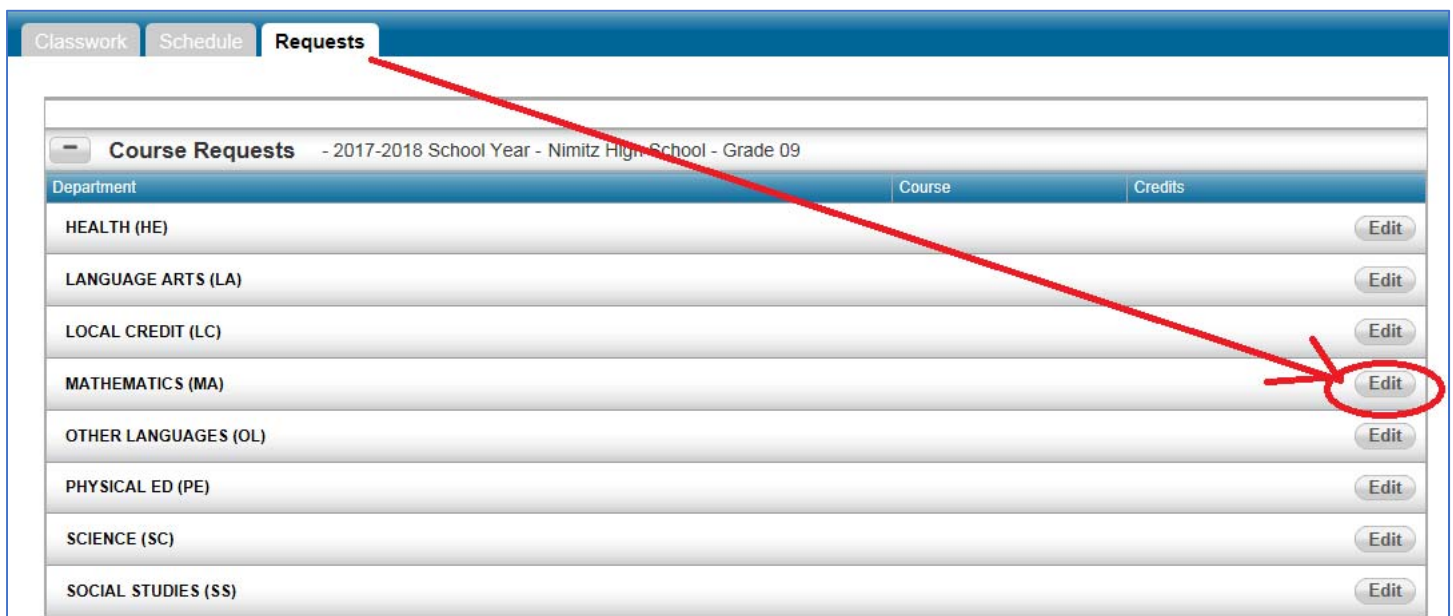 Classwork Schedule Requests
- Course Requests - 2017-2018 School Year - Nimitz High School - Grade 09
Department Course Credits
HEALTH (HE) Edit
LANGUAGE ARTS (LA) Edit
LOCAL CREDIT (LC) Edit
MATHEMATICS (MA) Edit
OTHER LANGUAGES (OL) Edit
PHYSICAL ED (PE) Edit
SCIENCE (SC) Edit
SOCIAL STUDIES (SS) Edit